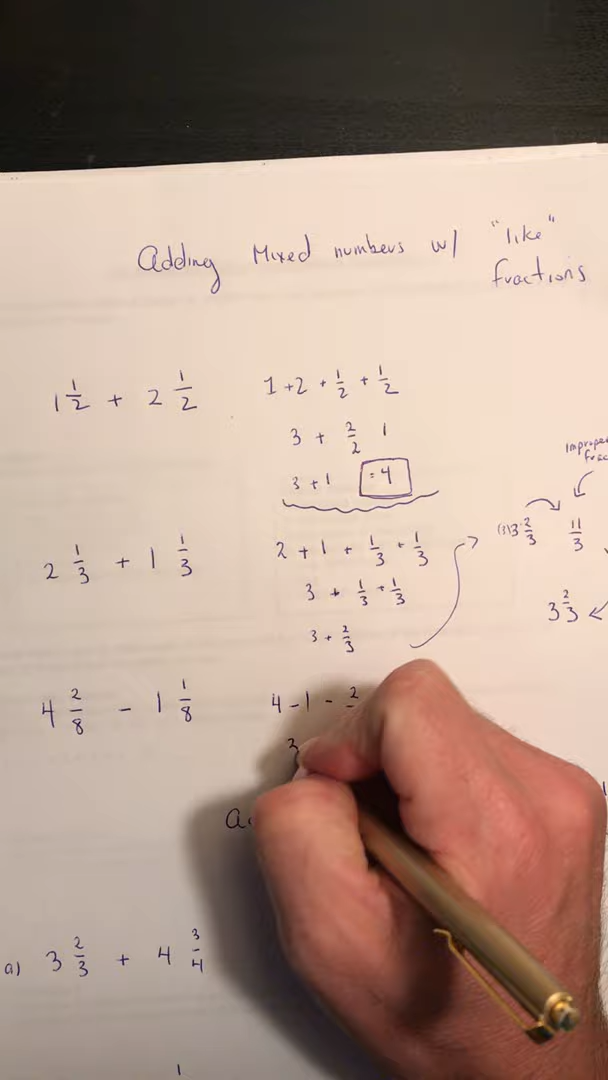 Adding Mixed numbers w/ "like"
fractions
1 1/2 + 2 1/2
1 + 2 + 1/2 + 1/2
3 + 2/2 1
3 + 1 = 4
2 1/3 + 1 1/3
2 + 1 + 1/3 + 1/3
3 + 1/3 + 1/3
3 + 2/3
(3)3 2/3
11/3
3 2/3
4 2/8 - 1 1/8
4 - 1 - 2
3
a) 3 2/3 + 4 3/4
1